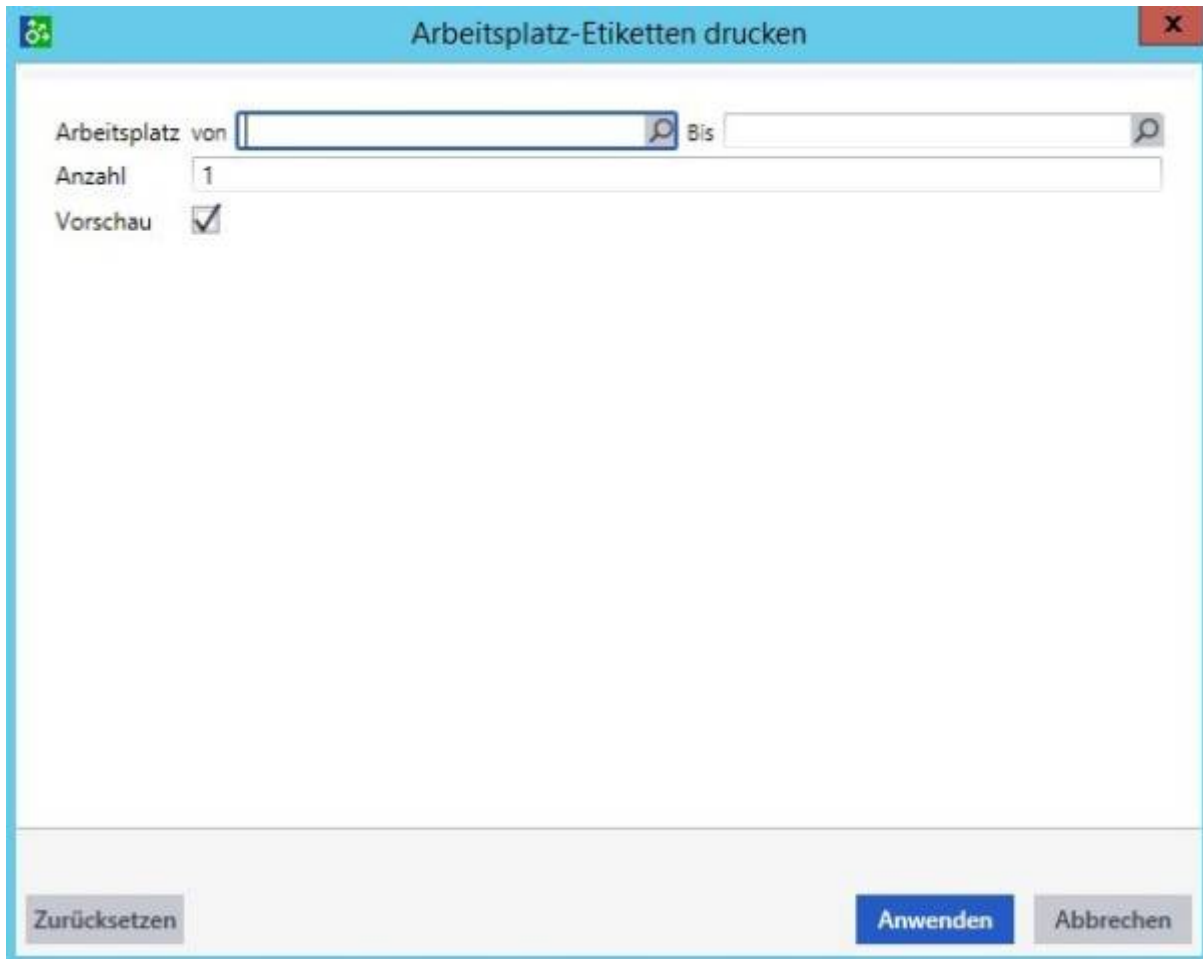 Arbeitsplatz-Etiketten drucken
x
Arbeitsplatz von Bis
Anzahl 1
Vorschau
Zurücksetzen Anwenden Abbrechen